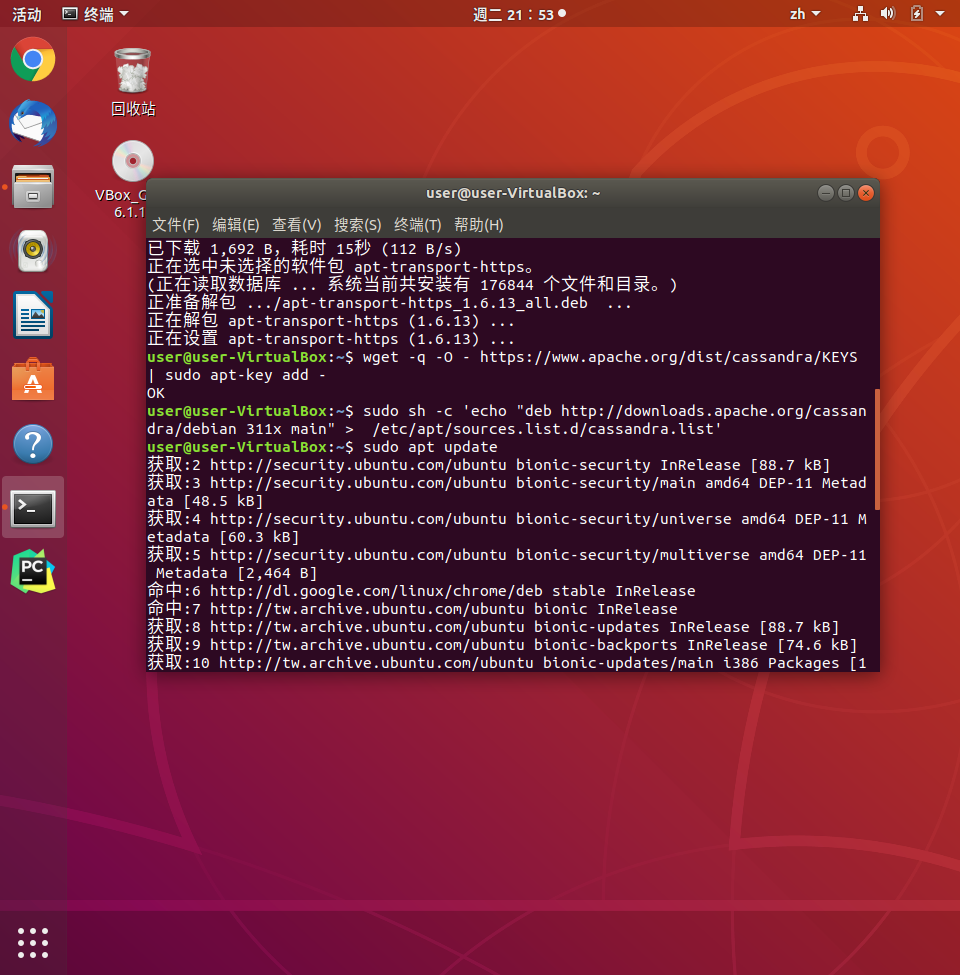 活动 终端 週二 21：53 zh
回收站
VBox_G
6.1.1
user@user-VirtualBox: ~
文件(F) 编辑(E) 查看(V) 搜索(S) 终端(T) 帮助(H)
已下载 1,692 B，耗时 15秒 (112 B/s)
正在选中未选择的软件包 apt-transport-https。
(正在读取数据库 ... 系统当前共安装有 176844 个文件和目录。)
正准备解包 .../apt-transport-https_1.6.13_all.deb  ...
正在解包 apt-transport-https (1.6.13) ...
正在设置 apt-transport-https (1.6.13) ...
user@user-VirtualBox:~$ wget -q -O - https://www.apache.org/dist/cassandra/KEYS
| sudo apt-key add -
OK
user@user-VirtualBox:~$ sudo sh -c 'echo "deb http://downloads.apache.org/cassan
dra/debian 311x main" >  /etc/apt/sources.list.d/cassandra.list'
user@user-VirtualBox:~$ sudo apt update
获取:2 http://security.ubuntu.com/ubuntu bionic-security InRelease [88.7 kB]
获取:3 http://security.ubuntu.com/ubuntu bionic-security/main amd64 DEP-11 Metad
ata [48.5 kB]
获取:4 http://security.ubuntu.com/ubuntu bionic-security/universe amd64 DEP-11 M
etadata [60.3 kB]
获取:5 http://security.ubuntu.com/ubuntu bionic-security/multiverse amd64 DEP-11
 Metadata [2,464 B]
命中:6 http://dl.google.com/linux/chrome/deb stable InRelease
命中:7 http://tw.archive.ubuntu.com/ubuntu bionic InRelease
获取:8 http://tw.archive.ubuntu.com/ubuntu bionic-updates InRelease [88.7 kB]
获取:9 http://tw.archive.ubuntu.com/ubuntu bionic-backports InRelease [74.6 kB]
获取:10 http://tw.archive.ubuntu.com/ubuntu bionic-updates/main i386 Packages [1
PC